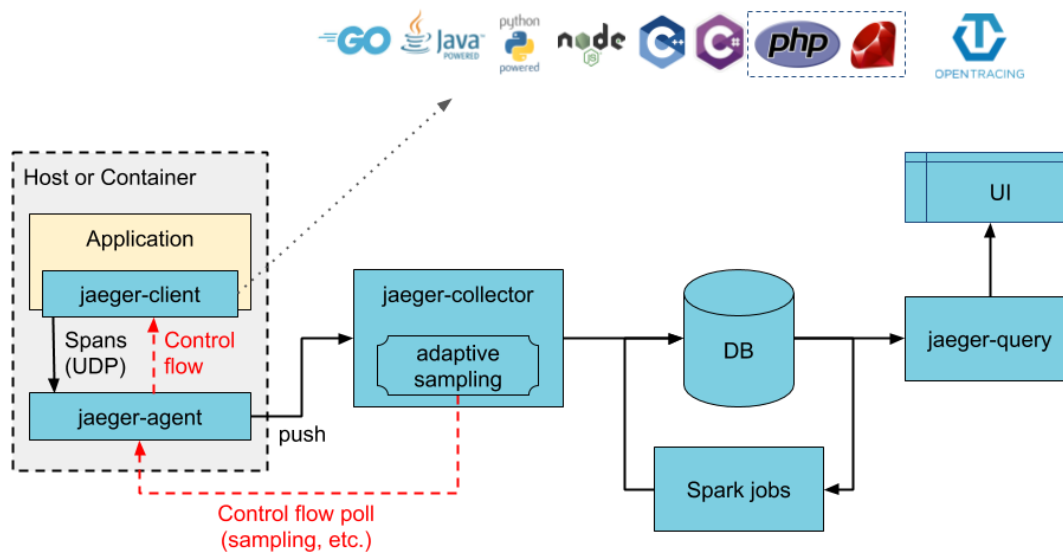 GO
Java
POWERED
python
powered
node
JS
C++
C#
php
OPENTRACING
Host or Container
Application
jaeger-client
Spans
(UDP)
Control
flow
jaeger-agent
push
Control flow poll
(sampling, etc.)
jaeger-collector
adaptive
sampling
DB
Spark jobs
UI
jaeger-query